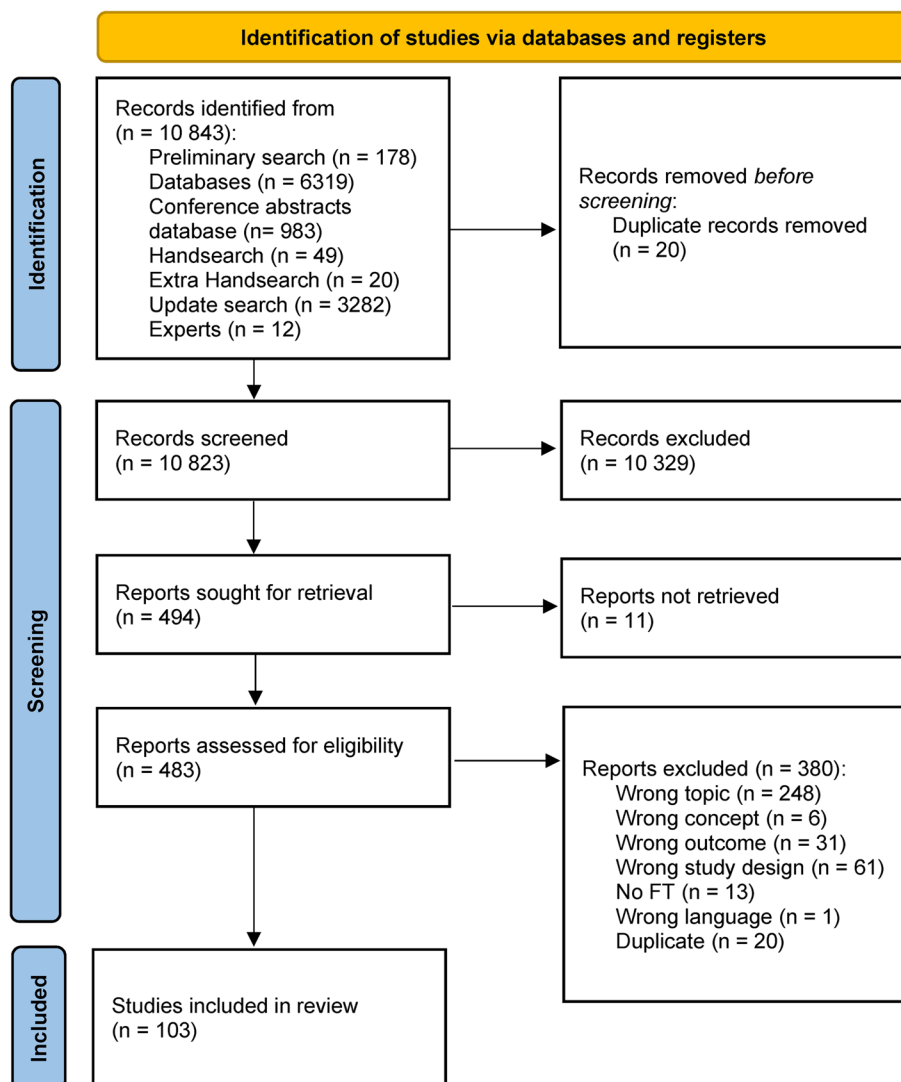 Identification of studies via databases and registers
Identification
Records identified from
(n = 10 843):
Preliminary search (n = 178)
Databases (n = 6319)
Conference abstracts
database (n= 983)
Handsearch (n = 49)
Extra Handsearch (n = 20)
Update search (n = 3282)
Experts (n = 12)
Records removed before
screening:
Duplicate records removed
(n = 20)
Screening
Records screened
(n = 10 823)
Records excluded
(n = 10 329)
Reports sought for retrieval
(n = 494)
Reports not retrieved
(n = 11)
Reports assessed for eligibility
(n = 483)
Reports excluded (n = 380):
Wrong topic (n = 248)
Wrong concept (n = 6)
Wrong outcome (n = 31)
Wrong study design (n = 61)
No FT (n = 13)
Wrong language (n = 1)
Duplicate (n = 20)
Included
Studies included in review
(n = 103)